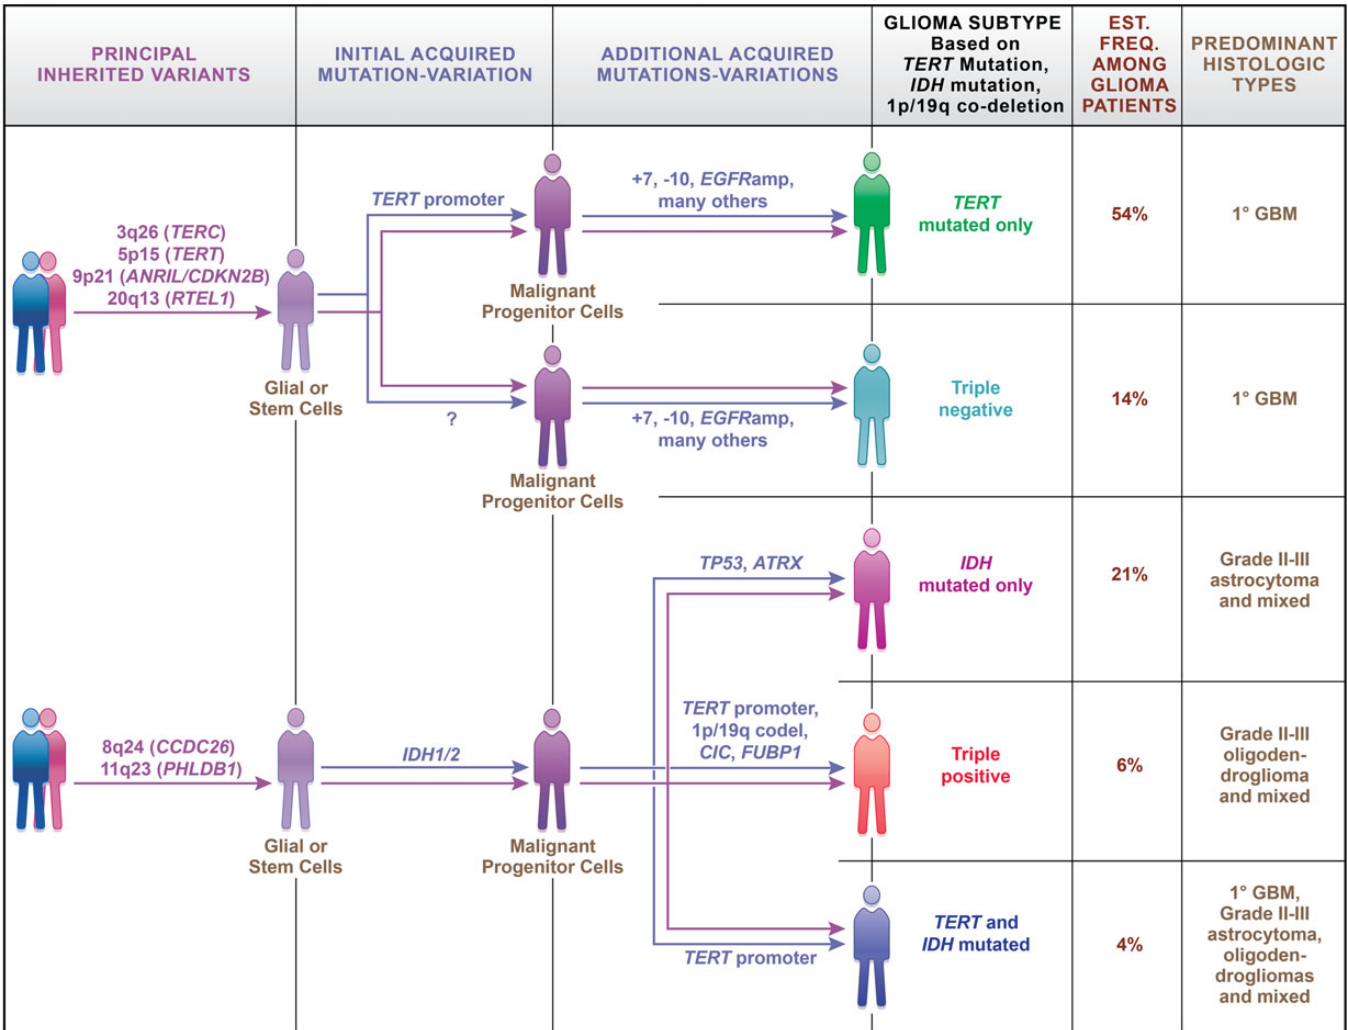 PRINCIPAL
INHERITED VARIANTS
INITIAL ACQUIRED
MUTATION-VARIATION
ADDITIONAL ACQUIRED
MUTATIONS-VARIATIONS
GLIOMA SUBTYPE
Based on
TERT Mutation,
IDH mutation,
1p/19q co-deletion
EST.
FREQ.
AMONG
GLIOMA
PATIENTS
PREDOMINANT
HISTOLOGIC
TYPES
3q26 (TERC)
5p15 (TERT)
9p21 (ANRIL/CDKN2B)
20q13 (RTEL1)
Glial or
Stem Cells
TERT promoter
Malignant
Progenitor Cells
+7, -10, EGFRamp,
many others
TERT
mutated only
54%
1° GBM
?
Malignant
Progenitor Cells
+7, -10, EGFRamp,
many others
Triple
negative
14%
1° GBM
TP53, ATRX
IDH
mutated only
21%
Grade II-III
astrocytoma
and mixed
8q24 (CCDC26)
11q23 (PHLDB1)
Glial or
Stem Cells
IDH1/2
Malignant
Progenitor Cells
TERT promoter,
1p/19q codel,
CIC, FUBP1
Triple
positive
6%
Grade II-III
oligoden-
droglioma
and mixed
TERT promoter
TERT and
IDH mutated
4%
1° GBM,
Grade II-III
astrocytoma,
oligoden-
drogliomas
and mixed